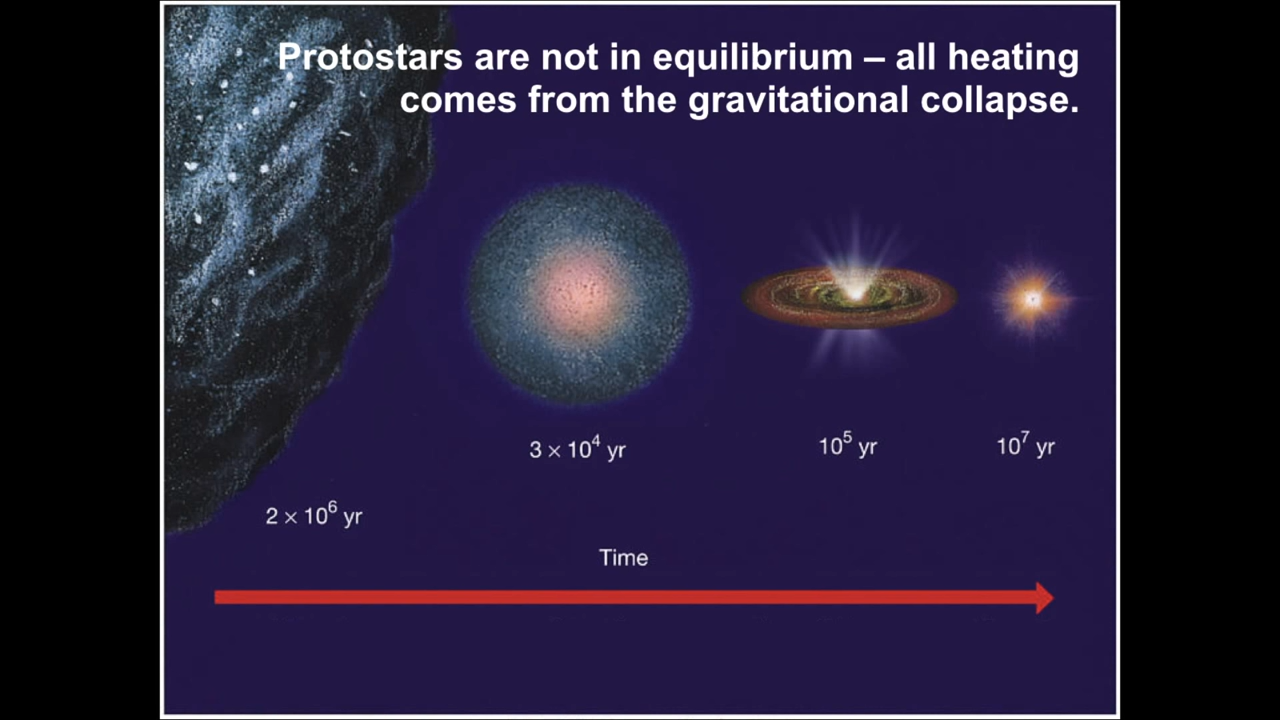 Protostars are not in equilibrium – all heating
comes from the gravitational collapse.
3 × 10⁴ yr
10⁵ yr
10⁷ yr
2 × 10⁶ yr
Time